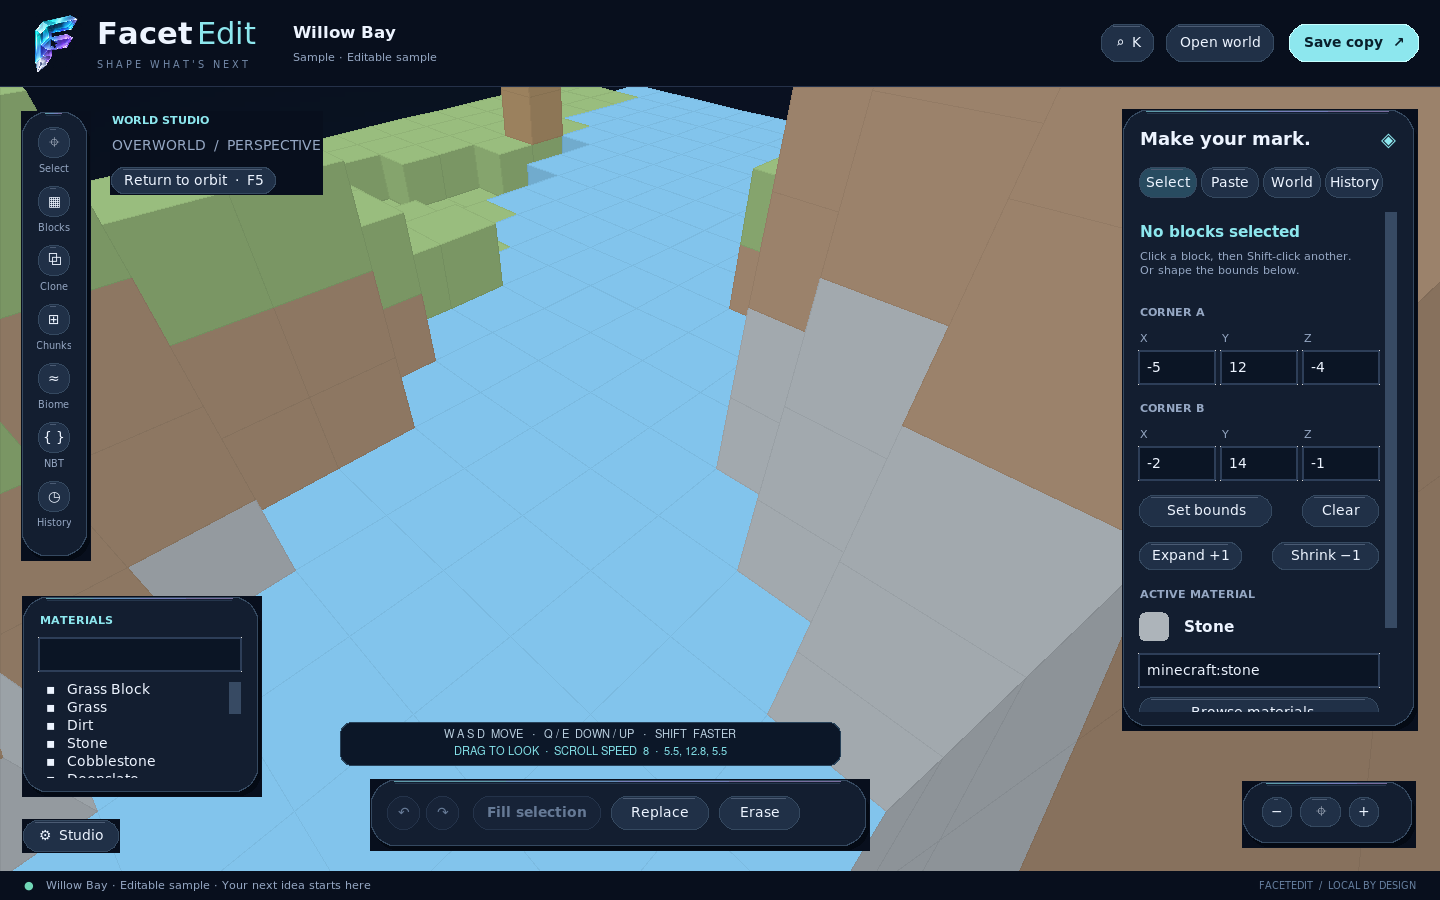 FacetEdit
SHAPE WHAT'S NEXT
Willow Bay
Sample · Editable sample
⌕ K
Open world
Save copy ↗
Select
Blocks
Clone
Chunks
Biome
{ } 
NBT
History
WORLD STUDIO
OVERWORLD / PERSPECTIVE
Return to orbit · F5
Make your mark.
Select Paste World History
No blocks selected
Click a block, then Shift-click another.
Or shape the bounds below.
CORNER A
X Y Z
-5 12 -4
CORNER B
X Y Z
-2 14 -1
Set bounds Clear
Expand +1 Shrink −1
ACTIVE MATERIAL
Stone
minecraft:stone
Browse materials
MATERIALS
Grass Block
Grass
Dirt
Stone
Cobblestone
Deepslate
W A S D MOVE · Q / E DOWN / UP · SHIFT FASTER
DRAG TO LOOK · SCROLL SPEED 8 · 5.5, 12.8, 5.5
↶ ↷ Fill selection Replace Erase
− +
⚙ Studio
Willow Bay · Editable sample · Your next idea starts here
FACETEDIT / LOCAL BY DESIGN